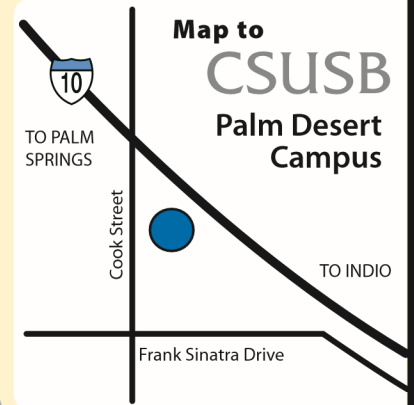 Map to
CSUSB
Palm Desert
Campus
10
TO PALM
SPRINGS
Cook Street
TO INDIO
Frank Sinatra Drive